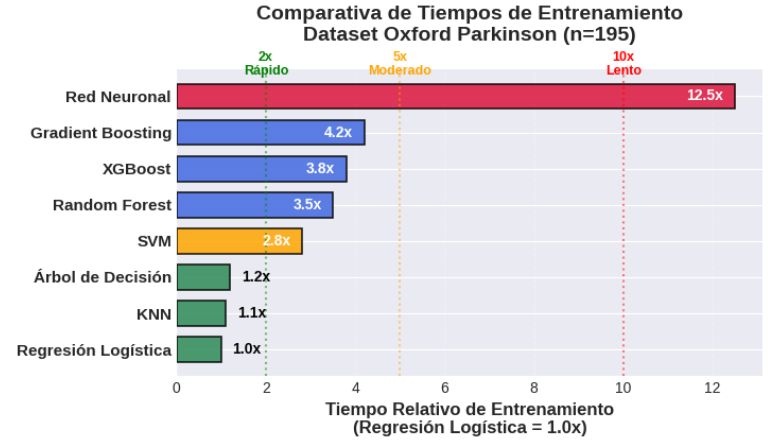 Comparativa de Tiempos de Entrenamiento
Dataset Oxford Parkinson (n=195)
2x
Rápido
5x
Moderado
10x
Lento
Red Neuronal
12.5x
Gradient Boosting
4.2x
XGBoost
3.8x
Random Forest
3.5x
SVM
2.8x
Árbol de Decisión
1.2x
KNN
1.1x
Regresión Logística
1.0x
0 2 4 6 8 10 12
Tiempo Relativo de Entrenamiento
(Regresión Logística = 1.0x)